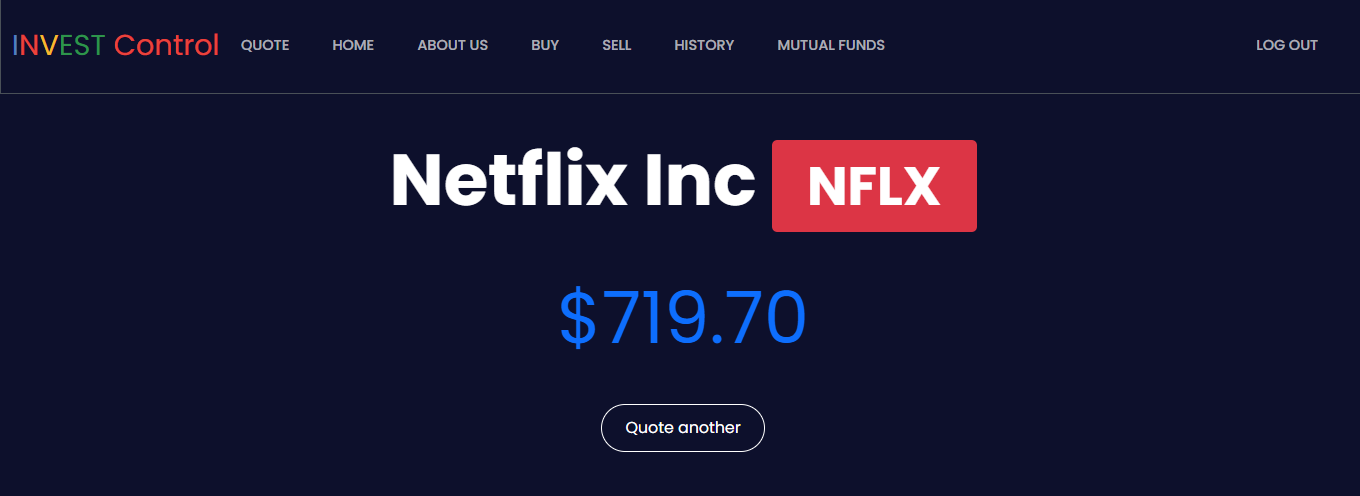 INVEST Control QUOTE HOME ABOUT US BUY SELL HISTORY MUTUAL FUNDS LOG OUT
Netflix Inc NFLX
$719.70
Quote another